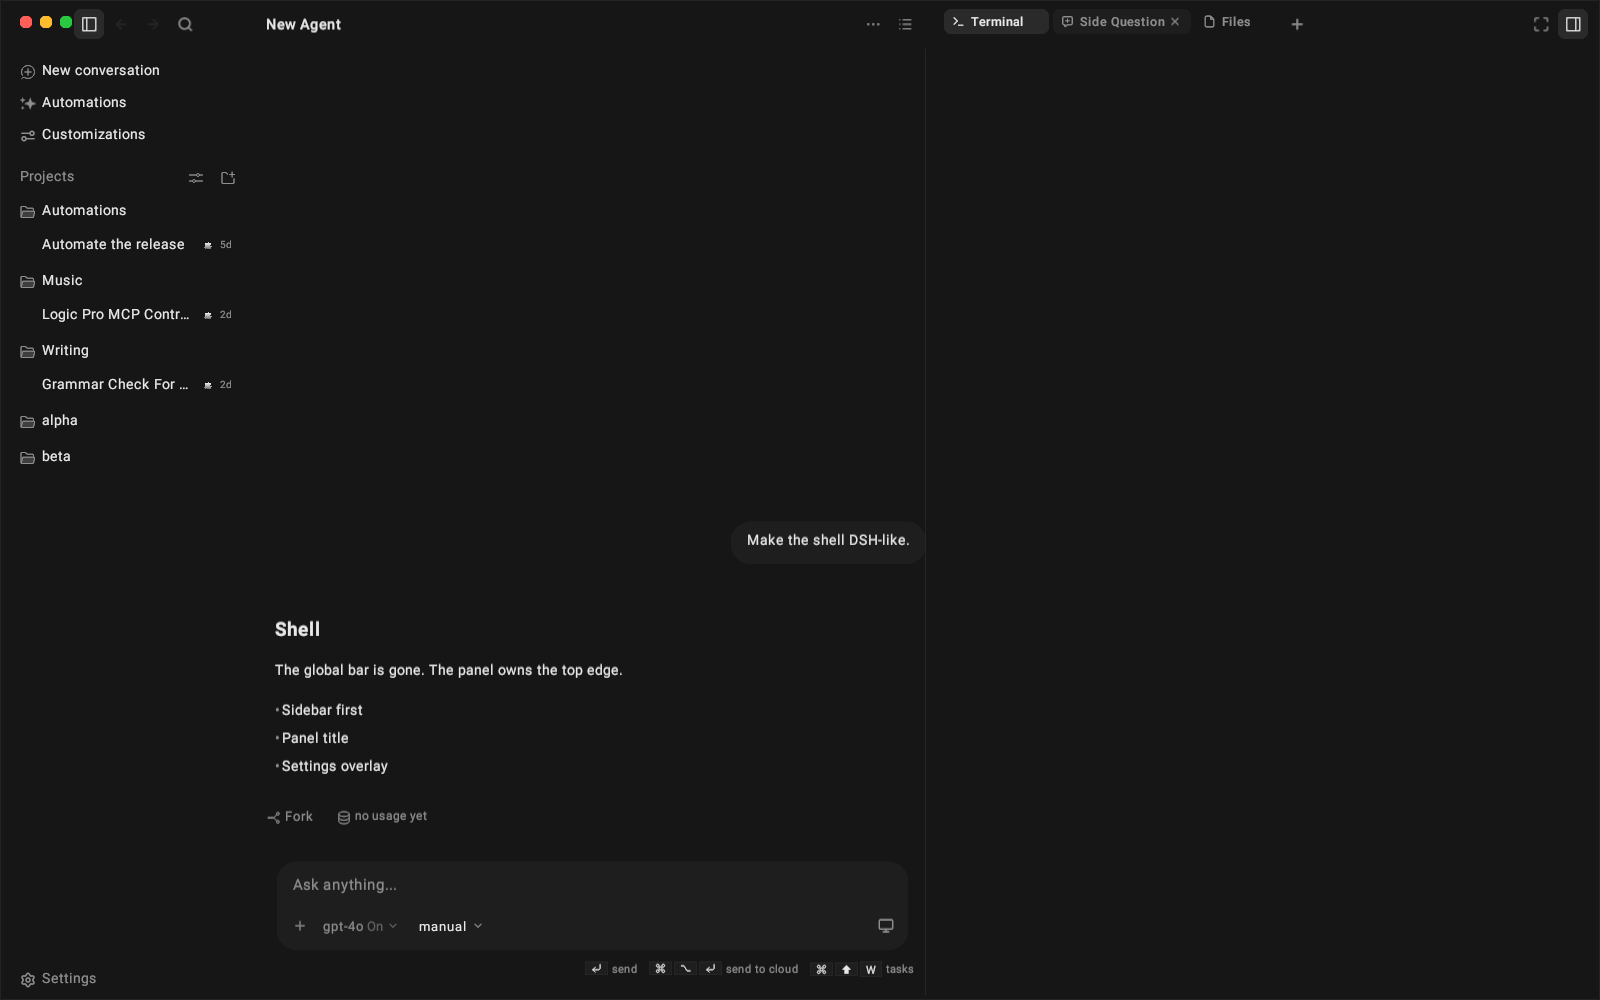 New Agent
Terminal
Side Question
Files
New conversation
Automations
Customizations
Projects
Automations
Automate the release 5d
Music
Logic Pro MCP Contr... 2d
Writing
Grammar Check For ... 2d
alpha
beta
Make the shell DSH-like.
Shell
The global bar is gone. The panel owns the top edge.
• Sidebar first
• Panel title
• Settings overlay
Fork no usage yet
Ask anything...
gpt-4o On manual
send send to cloud W tasks
Settings